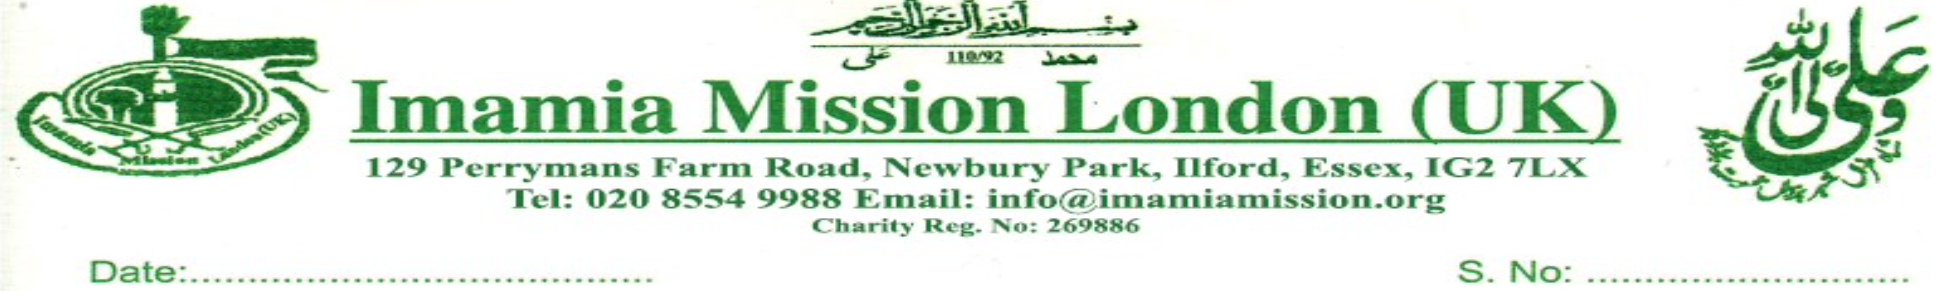 بسم الله الرحمن الرحيم
محمد 110/92 علی
Imamia Mission London (UK)
Imamia Mission London (UK)
129 Perrymans Farm Road, Newbury Park, Ilford, Essex, IG2 7LX
Tel: 020 8554 9988 Email: info@imamiamission.org
Charity Reg. No: 269886
علی ولی الله
Date:.......................................
S. No: ............................